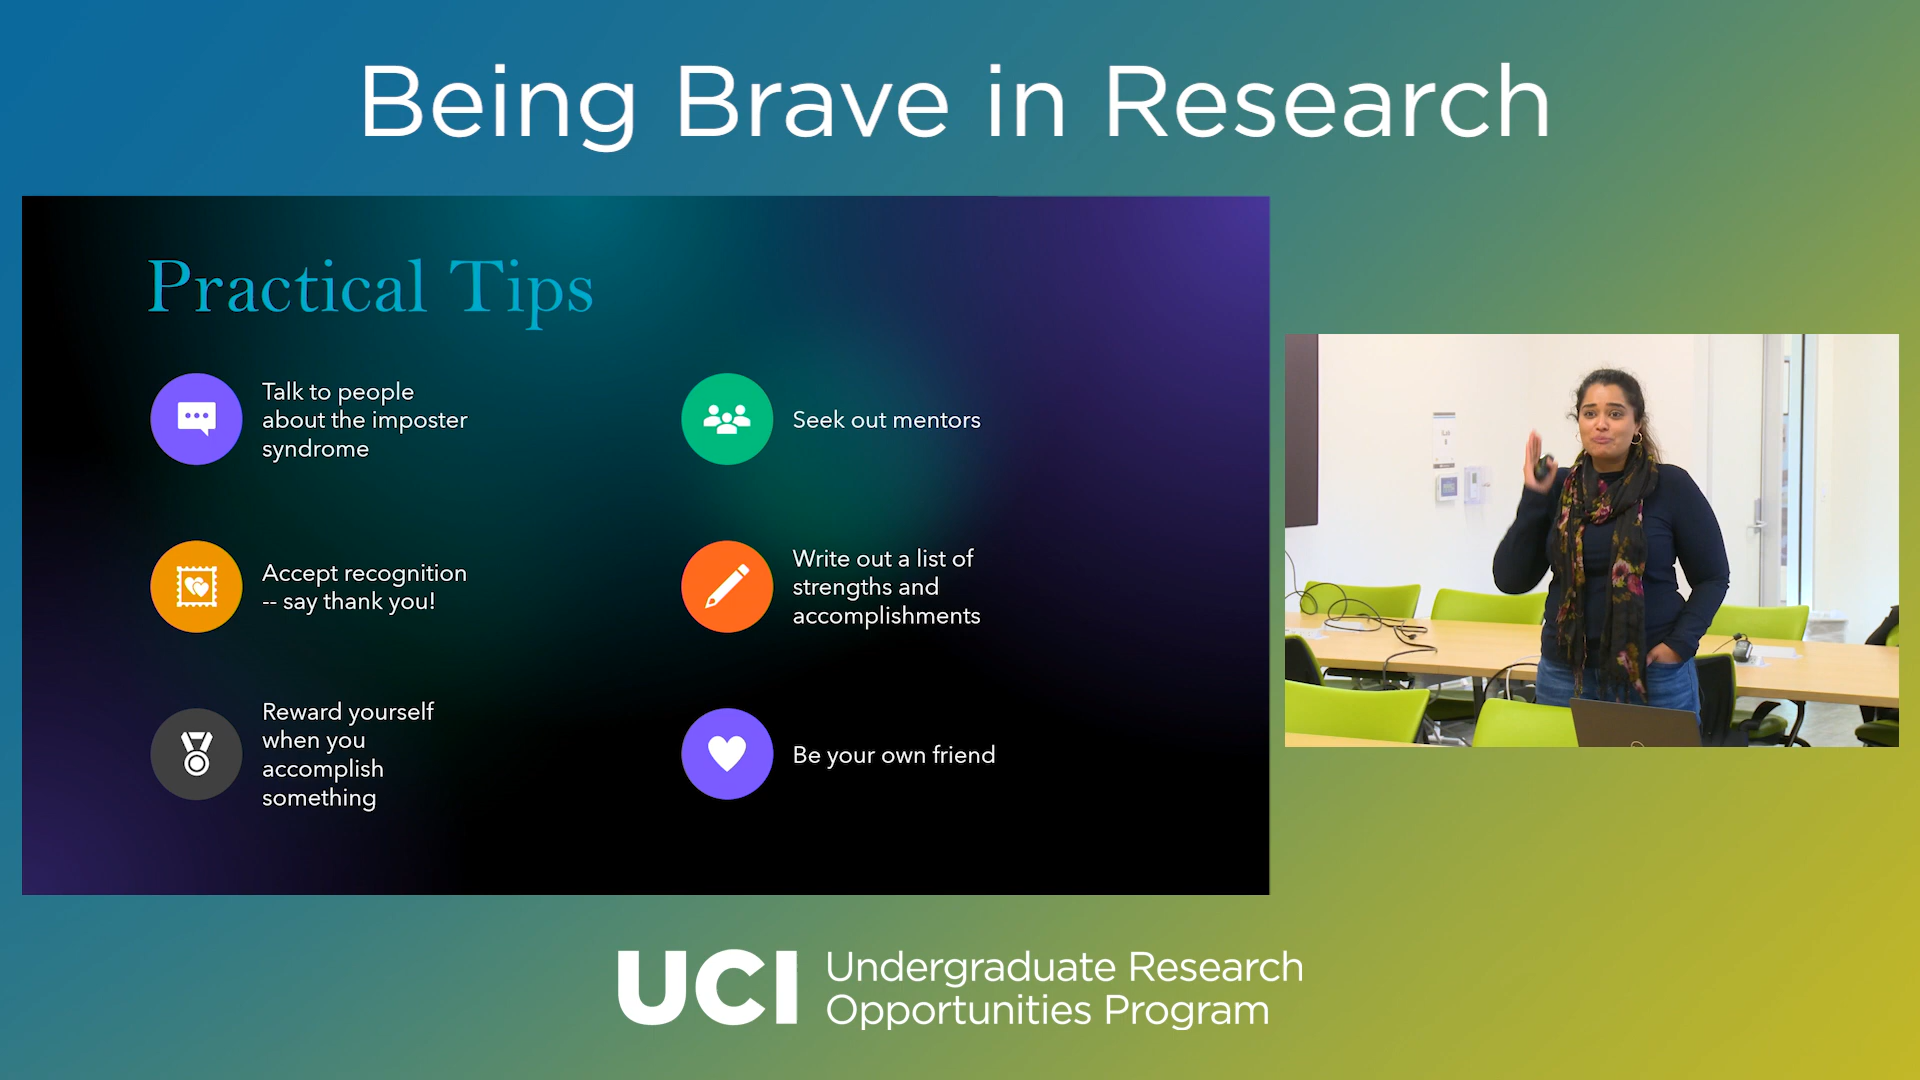 Being Brave in Research
Practical Tips
Talk to people
about the imposter
syndrome
Seek out mentors
Accept recognition
-- say thank you!
Write out a list of
strengths and
accomplishments
Reward yourself
when you
accomplish
something
Be your own friend
UCI
Undergraduate Research
Opportunities Program